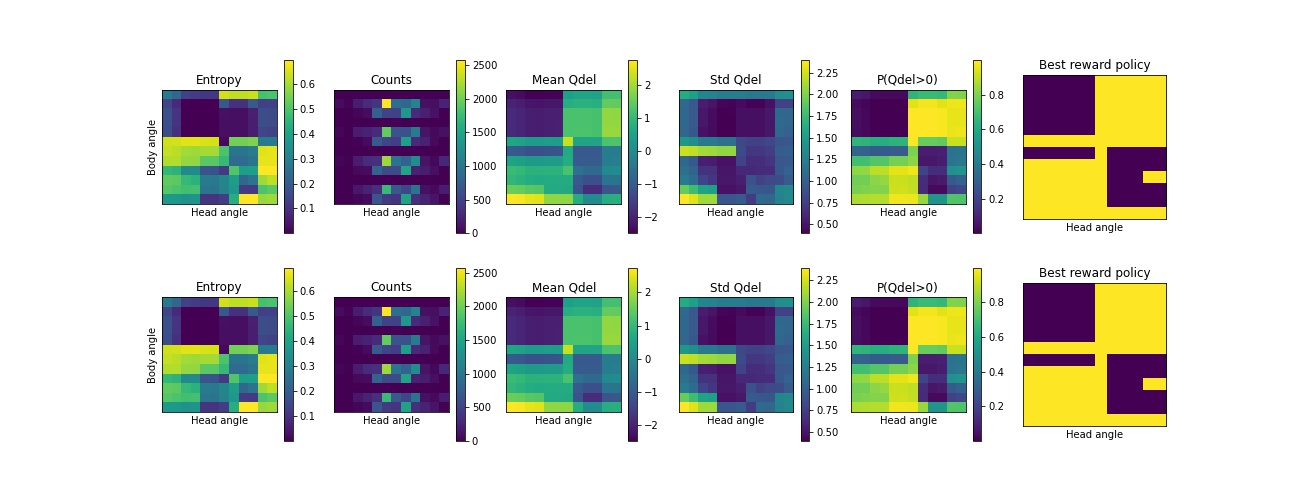 Entropy
Counts
Mean Qdel
Std Qdel
P(Qdel>0)
Best reward policy
Body angle
0.6
0.5
0.4
0.3
0.2
0.1
2500
2000
1500
1000
500
0
2
1
0
−1
−2
2.25
2.00
1.75
1.50
1.25
1.00
0.75
0.50
0.8
0.6
0.4
0.2
Head angle
Head angle
Head angle
Head angle
Head angle
Head angle
Entropy
Counts
Mean Qdel
Std Qdel
P(Qdel>0)
Best reward policy
Body angle
0.6
0.5
0.4
0.3
0.2
0.1
2500
2000
1500
1000
500
0
2
1
0
−1
−2
2.25
2.00
1.75
1.50
1.25
1.00
0.75
0.50
0.8
0.6
0.4
0.2
Head angle
Head angle
Head angle
Head angle
Head angle
Head angle